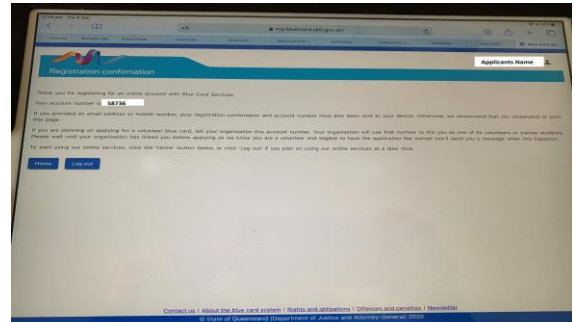 my.bluecard.qld.gov.au
Applicants Name
Registration confirmation
Thank you for registering for an online account with Blue Card Services.
Your account number is 58736
If you provided an email address or mobile number, your registration confirmation and account number have also been sent to your device. Otherwise, we recommend that you screenshot or print
this page.
If you are planning on applying for a volunteer blue card, tell your organisation this account number. Your organisation will use that number to link you as one of its volunteers or trainee students.
Please wait until your organisation has linked you before applying so we know you are a volunteer and eligible to have the application fee waived (we'll send you a message when this happens).
To start using our online services, click the 'Home' button below, or click 'Log out' if you plan on using our online services at a later time.
Home Log out
Contact us | About the blue card system | Rights and obligations | Offences and penalties | Newsletter
© State of Queensland (Department of Justice and Attorney-General) 2020